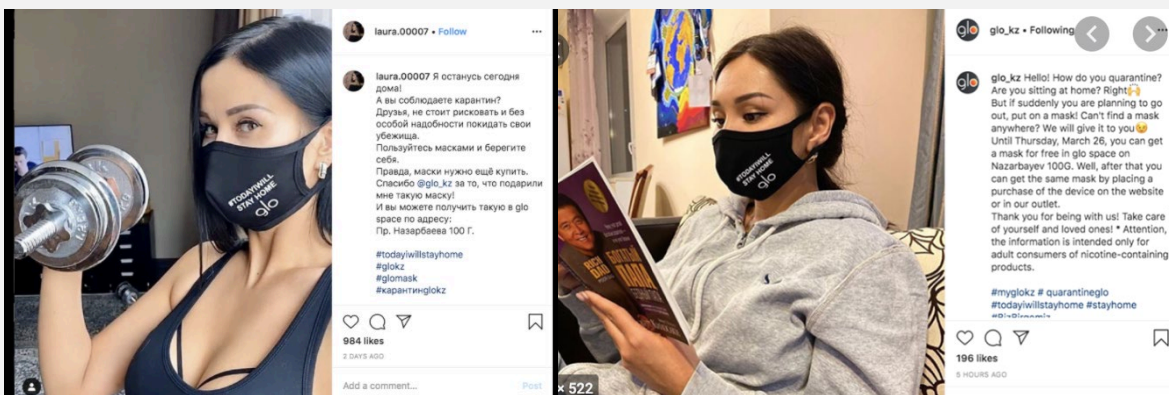 laura.00007 • Follow
laura.00007 Я останусь сегодня
дома!
А вы соблюдаете карантин?
Друзья, не стоит рисковать и без
особой надобности покидать свои
убежища.
Пользуйтесь масками и берегите
себя.
Правда, маски нужно ещё купить.
Спасибо @glo_kz за то, что подарили
мне такую маску!
И вы можете получить такую в glo
space по адресу:
Пр. Назарбаева 100 Г.
#todayiwillstayhome
#glokz
#glomask
#карантинglokz
984 likes
2 DAYS AGO
Add a comment...
Post
#TODAYIWILL
STAY HOME
glo
#TODAYIWILL
STAY HOME
glo
RICH DAD
БОГАТЫЙ
ПАПА
× 522
glo
glo_kz • Following
glo
glo_kz Hello! How do you quarantine?
Are you sitting at home? Right🙌
But if suddenly you are planning to go
out, put on a mask! Can't find a mask
anywhere? We will give it to you😉
Until Thursday, March 26, you can get
a mask for free in glo space on
Nazarbayev 100G. Well, after that you
can get the same mask by placing a
purchase of the device on the website
or in our outlet.
Thank you for being with us! Take care
of yourself and loved ones! * Attention,
the information is intended only for
adult consumers of nicotine-containing
products.
#myglokz # quarantineglo
#todayiwillstayhome #stayhome
196 likes
5 HOURS AGO